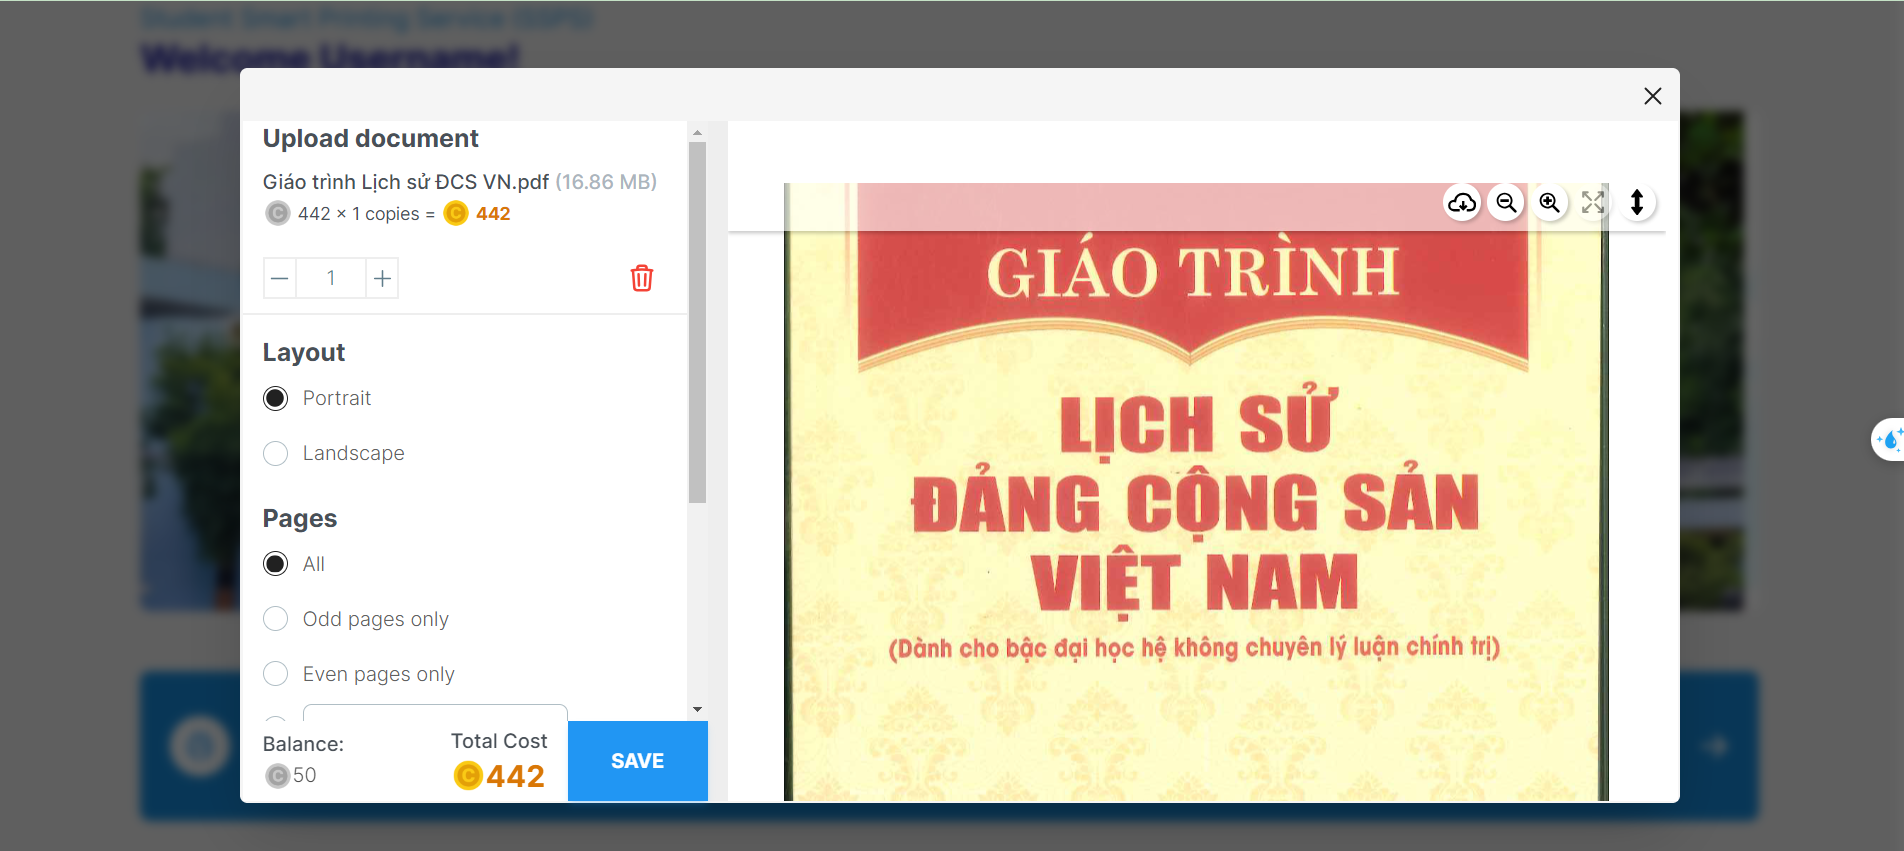 Student Smart Printing Service (SSPS)
Welcome Username!
Upload document
Giáo trình Lịch sử ĐCS VN.pdf (16.86 MB)
C 442 × 1 copies = C 442
1
Layout
Portrait
Landscape
Pages
All
Odd pages only
Even pages only
Balance:
C 50
Total Cost
C 442
SAVE
GIÁO TRÌNH
LỊCH SỬ
ĐẢNG CỘNG SẢN
VIỆT NAM
(Dành cho bậc đại học hệ không chuyên lý luận chính trị)